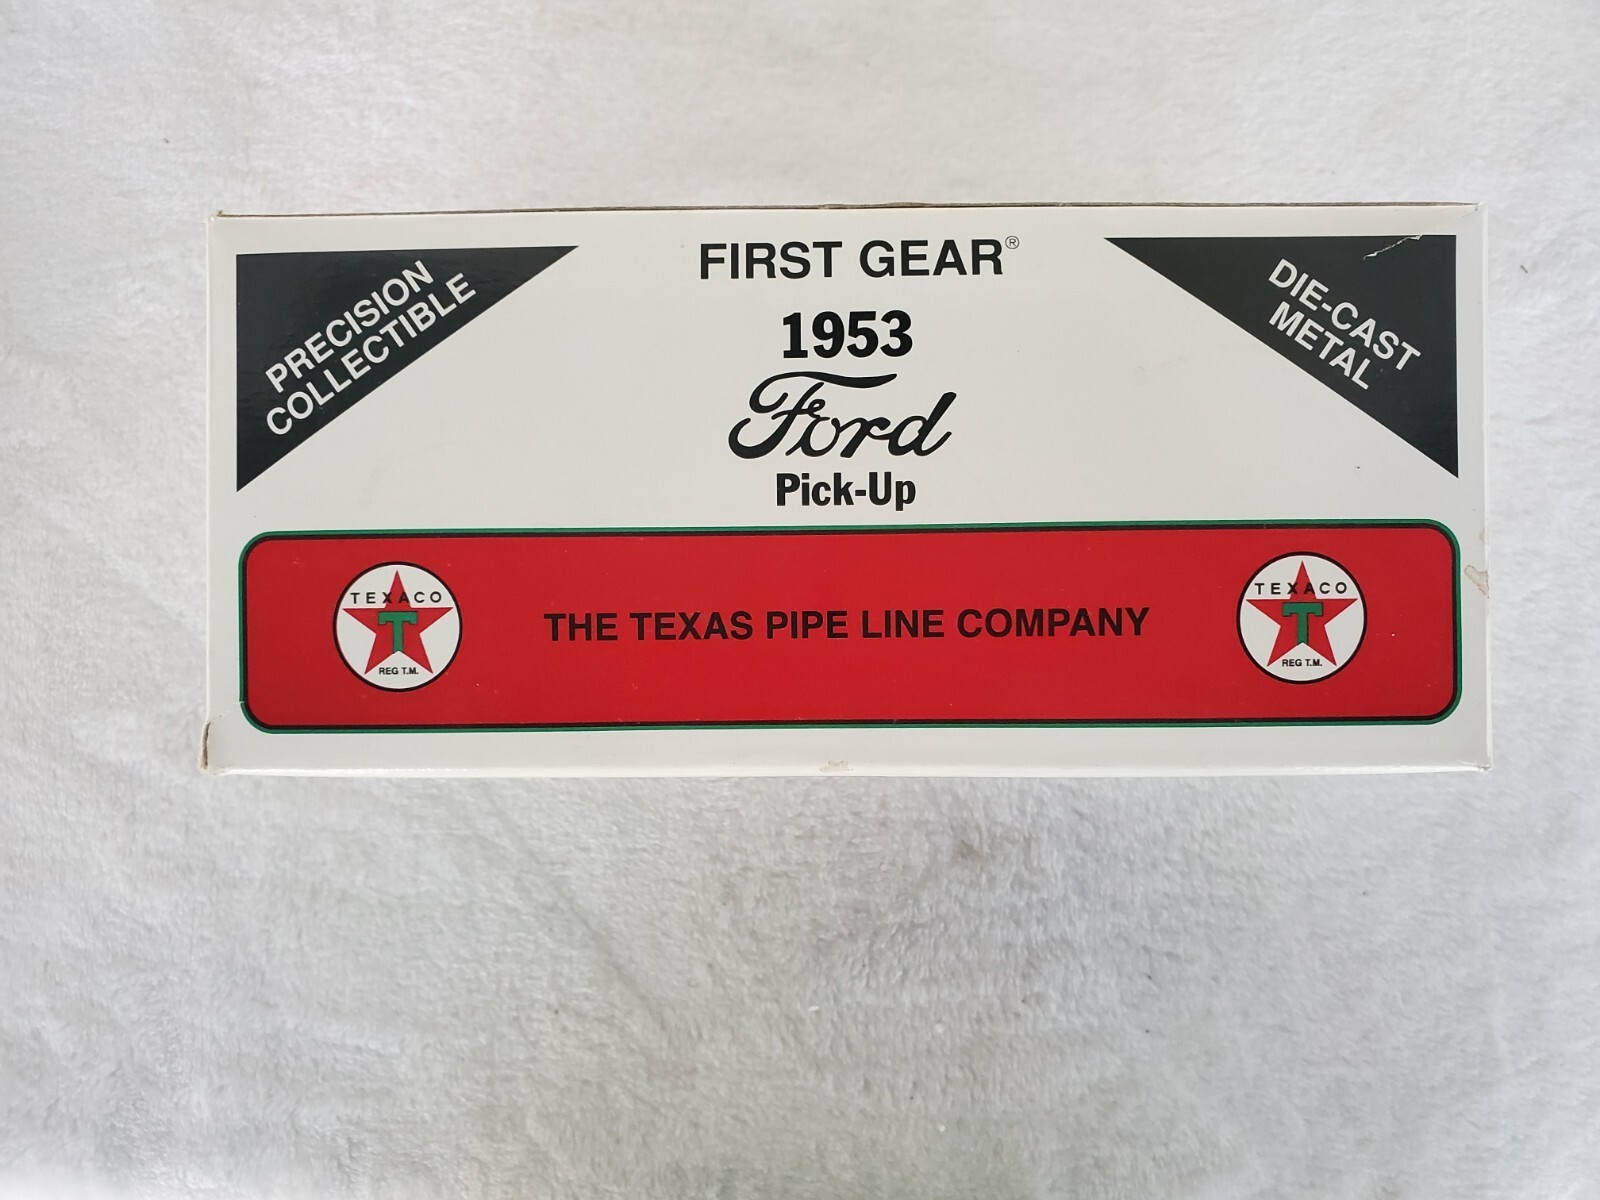 FIRST GEAR®
PRECISION
COLLECTIBLE
DIE-CAST
METAL
1953
Ford
Pick-Up
TEXACO
T
REG T.M.
THE TEXAS PIPE LINE COMPANY
TEXACO
T
REG T.M.